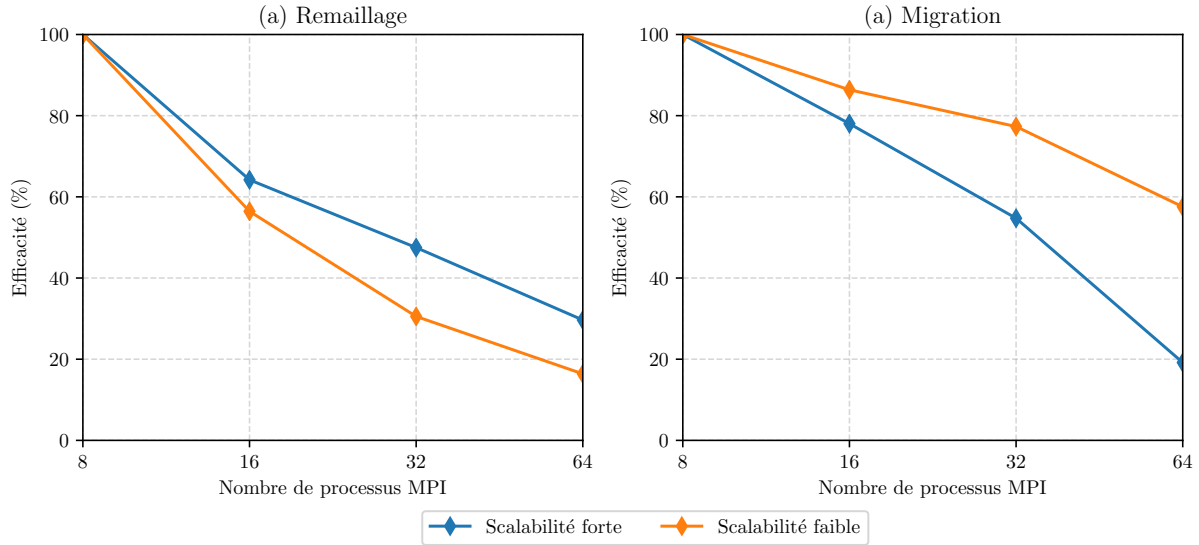 (a) Remaillage
100
80
60
40
20
0
Efficacité (%)
8 16 32 64
Nombre de processus MPI
(a) Migration
100
80
60
40
20
0
Efficacité (%)
8 16 32 64
Nombre de processus MPI
Scalabilité forte Scalabilité faible